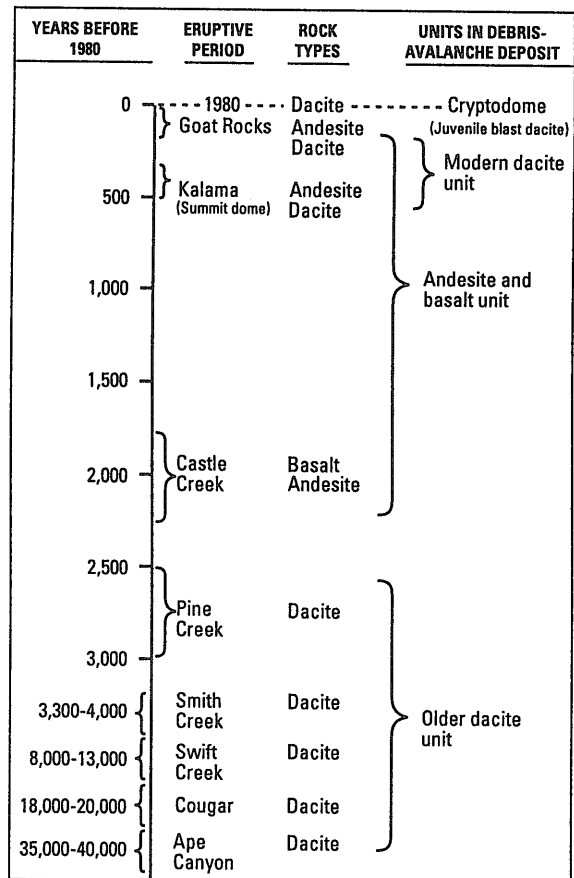 YEARS BEFORE 1980
ERUPTIVE PERIOD
ROCK TYPES
UNITS IN DEBRIS-
AVALANCHE DEPOSIT
0 1980 Dacite Cryptodome
(Juvenile blast dacite)
Goat Rocks Andesite
Dacite
Modern dacite
unit
500 Kalama Andesite
(Summit dome) Dacite
1,000 Andesite and
basalt unit
1,500
2,000 Castle Basalt
Creek Andesite
2,500
Pine Dacite
Creek
3,000
3,300-4,000 Smith Dacite
Creek
Older dacite
unit
8,000-13,000 Swift Dacite
Creek
18,000-20,000 Cougar Dacite
35,000-40,000 Ape Dacite
Canyon